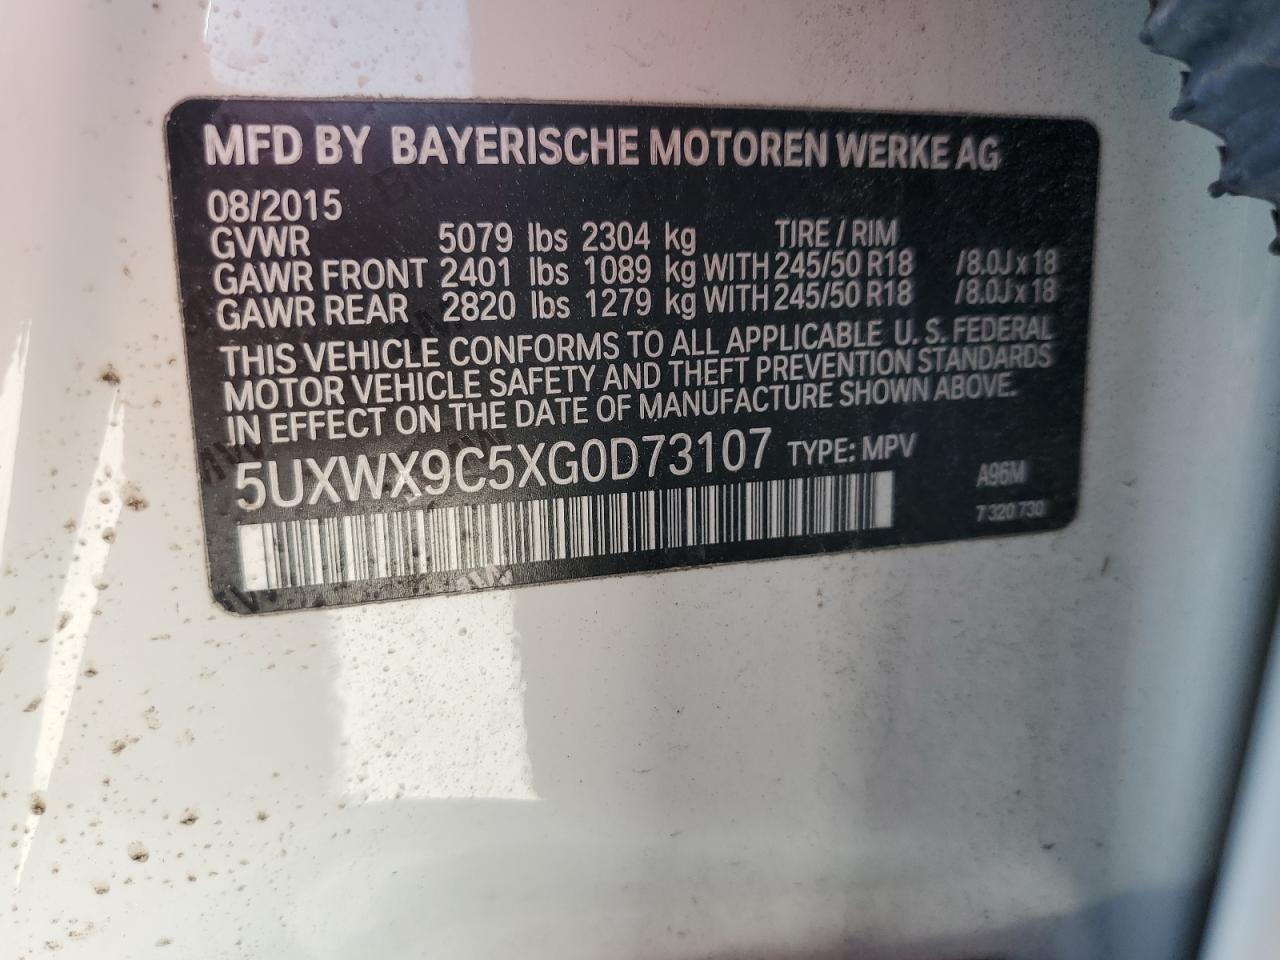 MFD BY BAYERISCHE MOTOREN WERKE AG
08/2015
GVWR 5079 lbs 2304 kg TIRE / RIM
GAWR FRONT 2401 lbs 1089 kg WITH 245/50 R18 /8.0J x 18
GAWR REAR 2820 lbs 1279 kg WITH 245/50 R18 /8.0J x 18
THIS VEHICLE CONFORMS TO ALL APPLICABLE U.S. FEDERAL
MOTOR VEHICLE SAFETY AND THEFT PREVENTION STANDARDS
IN EFFECT ON THE DATE OF MANUFACTURE SHOWN ABOVE.
5UXWX9C5XG0D73107 TYPE: MPV
A96M
7 320 730